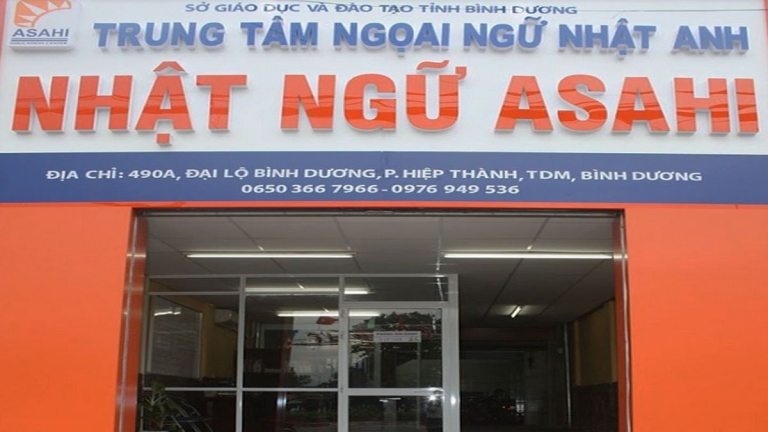 SỞ GIÁO DỤC VÀ ĐÀO TẠO TỈNH BÌNH DƯƠNG
ASAHI
TRUNG TÂM NGOẠI NGỮ NHẬT ANH
NHẬT NGỮ ASAHI
ĐỊA CHỈ: 490A, ĐẠI LỘ BÌNH DƯƠNG, P. HIỆP THÀNH, TDM, BÌNH DƯƠNG
0650 366 7966 - 0976 949 536